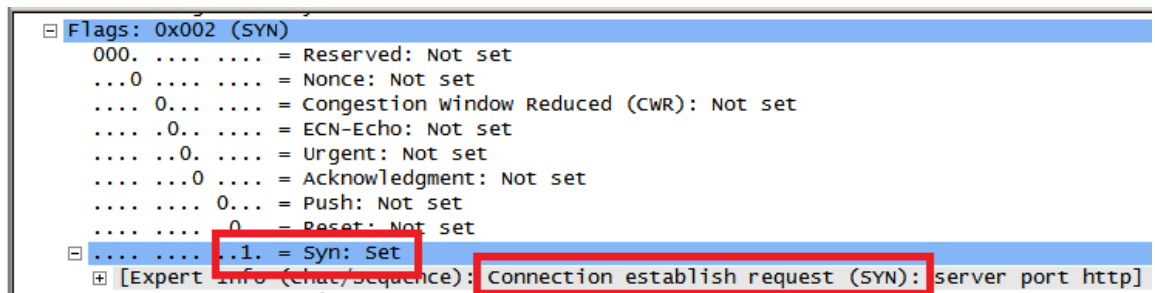 Flags: 0x002 (SYN)
000. .... .... = Reserved: Not set
...0 .... .... = Nonce: Not set
.... 0... .... = Congestion Window Reduced (CWR): Not set
.... .0.. .... = ECN-Echo: Not set
.... ..0. .... = Urgent: Not set
.... ...0 .... = Acknowledgment: Not set
.... .... 0... = Push: Not set
.... .... .0.. = Reset: Not set
.... .... ..1. = Syn: Set
[Expert Info (Chat/Sequence): Connection establish request (SYN): server port http]